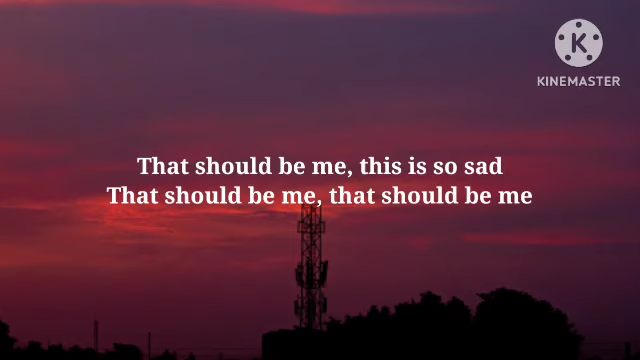 KINEMASTER
That should be me, this is so sad
That should be me, that should be me